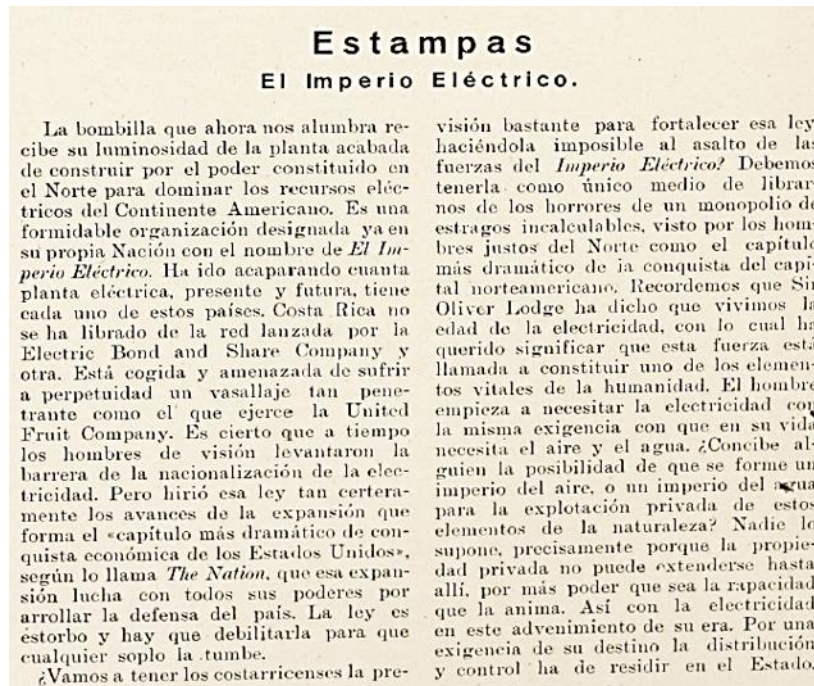 Estampas
El Imperio Eléctrico.
La bombilla que ahora nos alumbra re-
cibe su luminosidad de la planta acabada
de construir por el poder constituido en
el Norte para dominar los recursos eléc-
tricos del Continente Americano. Es una
formidable organización designada ya en
su propia Nación con el nombre de El Im-
perio Eléctrico. Ha ido acaparando cuanta
planta eléctrica, presente y futura, tiene
cada uno de estos países. Costa Rica no
se ha librado de la red lanzada por la
Electric Bond and Share Company y
otra. Está cogida y amenazada de sufrir
a perpetuidad un vasallaje tan pene-
trante como el que ejerce la United
Fruit Company. Es cierto que a tiempo
los hombres de visión levantaron la
barrera de la nacionalización de la elec-
tricidad. Pero hirió esa ley tan certera-
mente los avances de la expansión que
forma el «capítulo más dramático de con-
quista económica de los Estados Unidos»,
según lo llama The Nation, que esa expan-
sión lucha con todos sus poderes por
arrollar la defensa del país. La ley es
estorbo y hay que debilitarla para que
cualquier soplo la tumbe.
¿Vamos a tener los costarricenses la pre-
visión bastante para fortalecer esa ley
haciéndola imposible al asalto de las
fuerzas del Imperio Eléctrico? Debemos
tenerla como único medio de librar-
nos de los horrores de un monopolio de
estragos incalculables, visto por los hom-
bres justos del Norte como el capítulo
más dramático de la conquista del capi-
tal norteamericano. Recordemos que Sir
Oliver Lodge ha dicho que vivimos la
edad de la electricidad, con lo cual ha
querido significar que esta fuerza está
llamada a constituir uno de los elemen-
tos vitales de la humanidad. El hombre
empieza a necesitar la electricidad con
la misma exigencia con que en su vida
necesita el aire y el agua. ¿Concibe al-
guien la posibilidad de que se forme un
imperio del aire, o un imperio del agua
para la explotación privada de estos
elementos de la naturaleza? Nadie lo
supone, precisamente porque la propie-
dad privada no puede extenderse hasta
allí, por más poder que sea la rapacidad
que la anima. Así con la electricidad
en este advenimiento de su era. Por una
exigencia de su destino la distribución
y control ha de residir en el Estado.